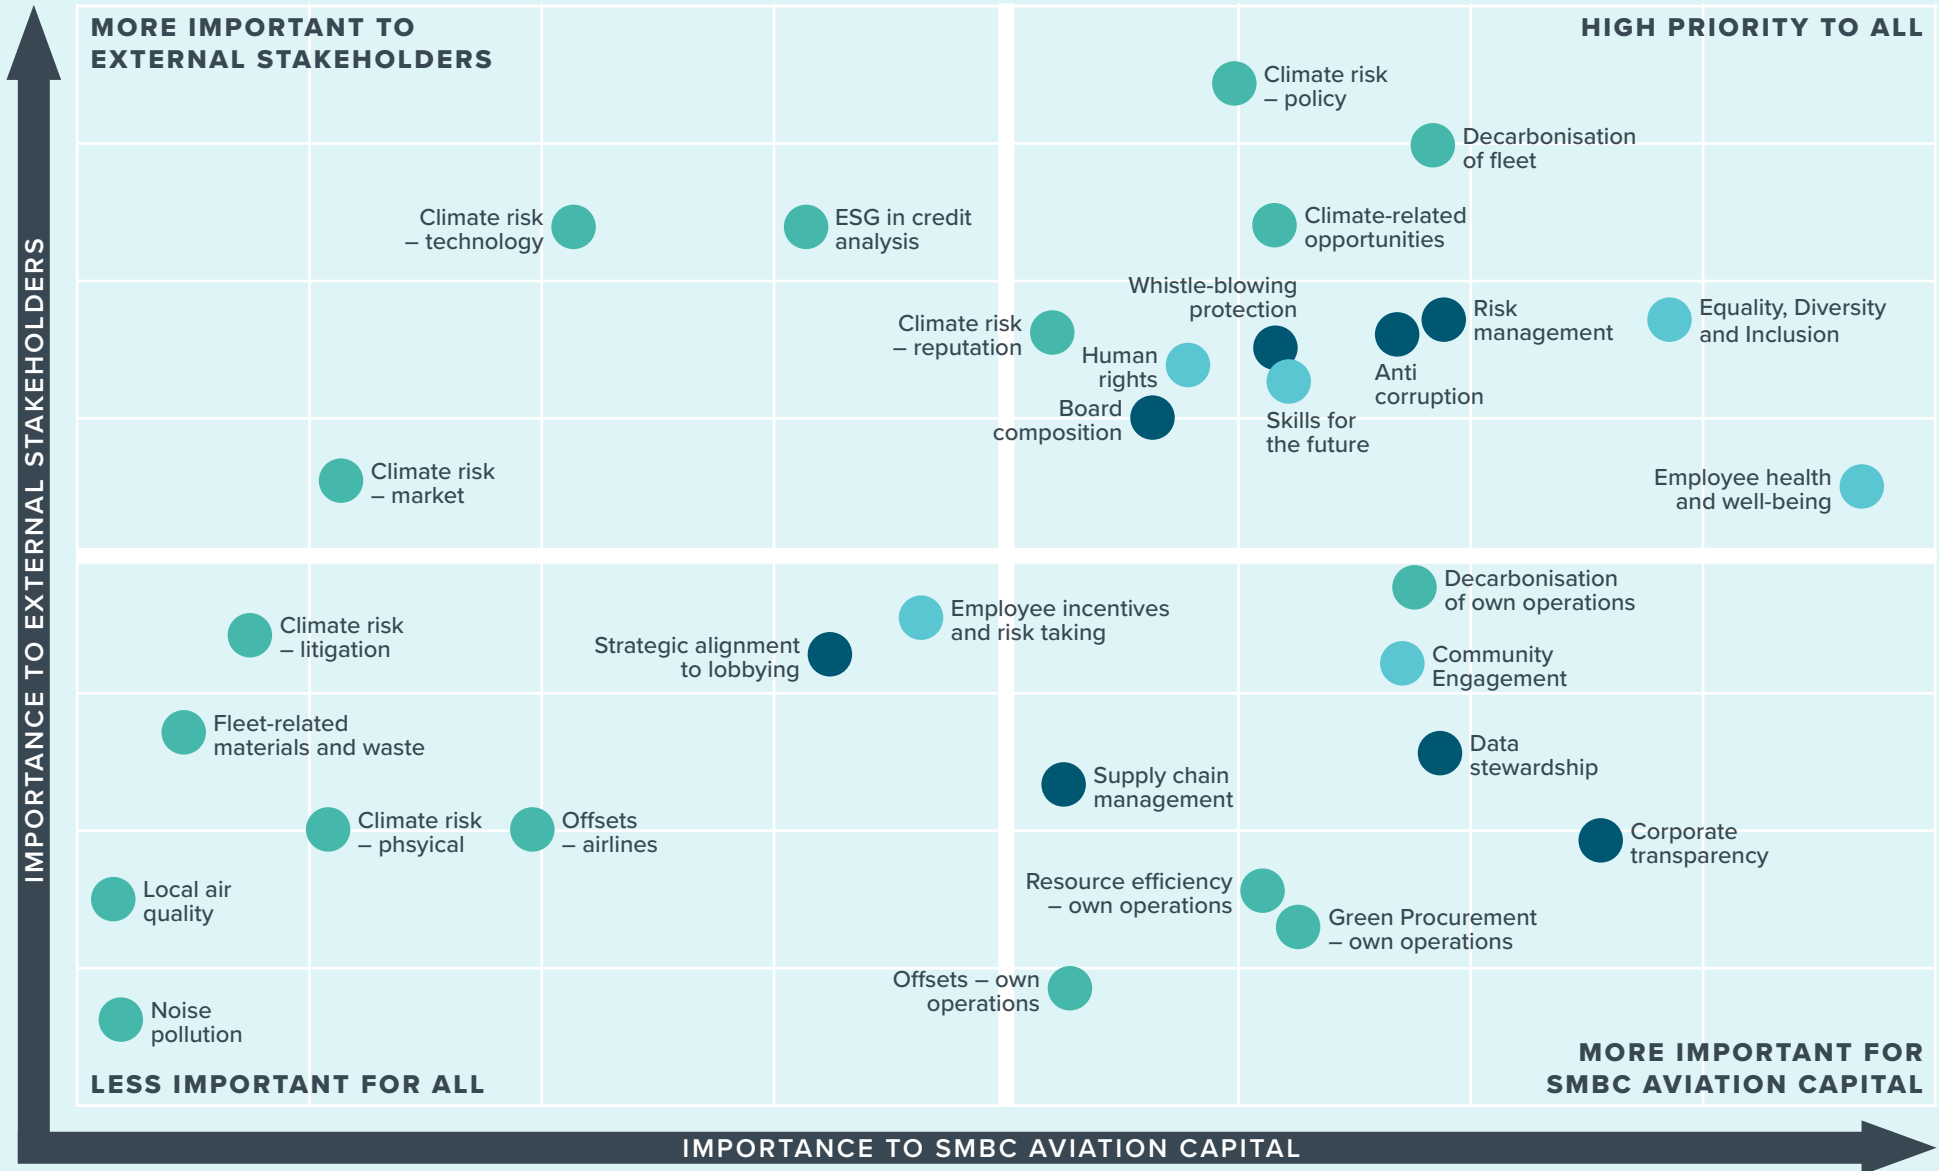 MORE IMPORTANT TO
EXTERNAL STAKEHOLDERS
HIGH PRIORITY TO ALL
Climate risk
– policy
Decarbonisation
of fleet
Climate risk
– technology
ESG in credit
analysis
Climate-related
opportunities
Whistle-blowing
protection
Climate risk
– reputation
Human
rights
Risk
management
Equality, Diversity
and Inclusion
Anti
corruption
Board
composition
Skills for
the future
Climate risk
– market
Employee health
and well-being
IMPORTANCE TO EXTERNAL STAKEHOLDERS
Climate risk
– litigation
Strategic alignment
to lobbying
Employee incentives
and risk taking
Decarbonisation
of own operations
Community
Engagement
Fleet-related
materials and waste
Data
stewardship
Supply chain
management
Climate risk
– phsyical
Offsets
– airlines
Corporate
transparency
Local air
quality
Resource efficiency
– own operations
Green Procurement
– own operations
Offsets – own
operations
Noise
pollution
LESS IMPORTANT FOR ALL
MORE IMPORTANT FOR
SMBC AVIATION CAPITAL
IMPORTANCE TO SMBC AVIATION CAPITAL